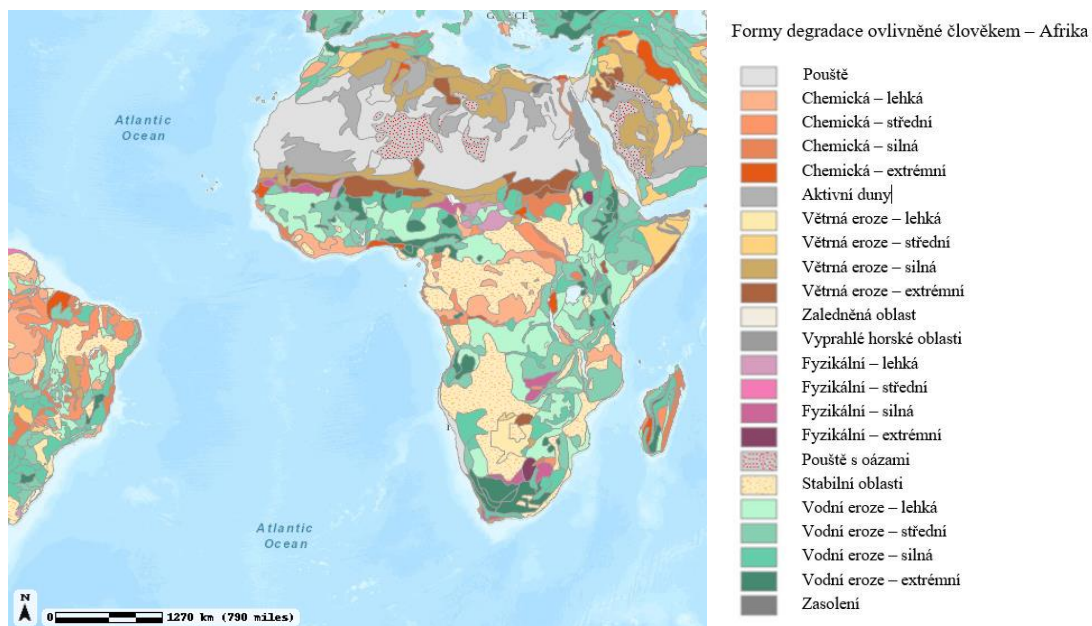 Formy degradace ovlivněné člověkem – Afrika
Atlantic
Ocean
Atlantic
Ocean
N
0 1270 km (790 miles)
Pouště
Chemická – lehká
Chemická – střední
Chemická – silná
Chemická – extrémní
Aktivní duny
Větrná eroze – lehká
Větrná eroze – střední
Větrná eroze – silná
Větrná eroze – extrémní
Zaledněná oblast
Vyprahlé horské oblasti
Fyzikální – lehká
Fyzikální – střední
Fyzikální – silná
Fyzikální – extrémní
Pouště s oázami
Stabilní oblasti
Vodní eroze – lehká
Vodní eroze – střední
Vodní eroze – silná
Vodní eroze – extrémní
Zasolení